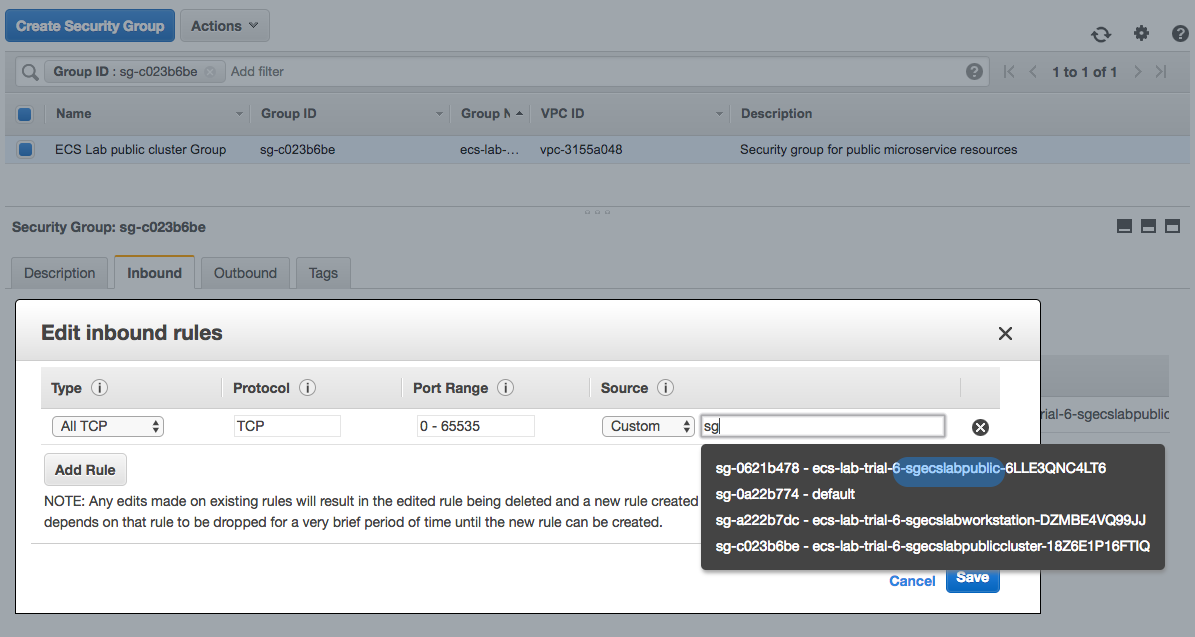 Create Security Group Actions
Group ID : sg-c023b6be Add filter 1 to 1 of 1
Name Group ID Group N VPC ID Description
ECS Lab public cluster Group sg-c023b6be ecs-lab-... vpc-3155a048 Security group for public microservice resources
Security Group: sg-c023b6be
Description Inbound Outbound Tags
Edit inbound rules
Type i Protocol i Port Range i Source i
All TCP TCP 0 - 65535 Custom sg
rial-6-sgecslabpublic
Add Rule
sg-0621b478 - ecs-lab-trial-6-sgecslabpublic-6LLE3QNC4LT6
sg-0a22b774 - default
sg-a222b7dc - ecs-lab-trial-6-sgecslabworkstation-DZMBE4VQ99JJ
sg-c023b6be - ecs-lab-trial-6-sgecslabpubliccluster-18Z6E1P16FTIQ
NOTE: Any edits made on existing rules will result in the edited rule being deleted and a new rule created
depends on that rule to be dropped for a very brief period of time until the new rule can be created.
Cancel Save